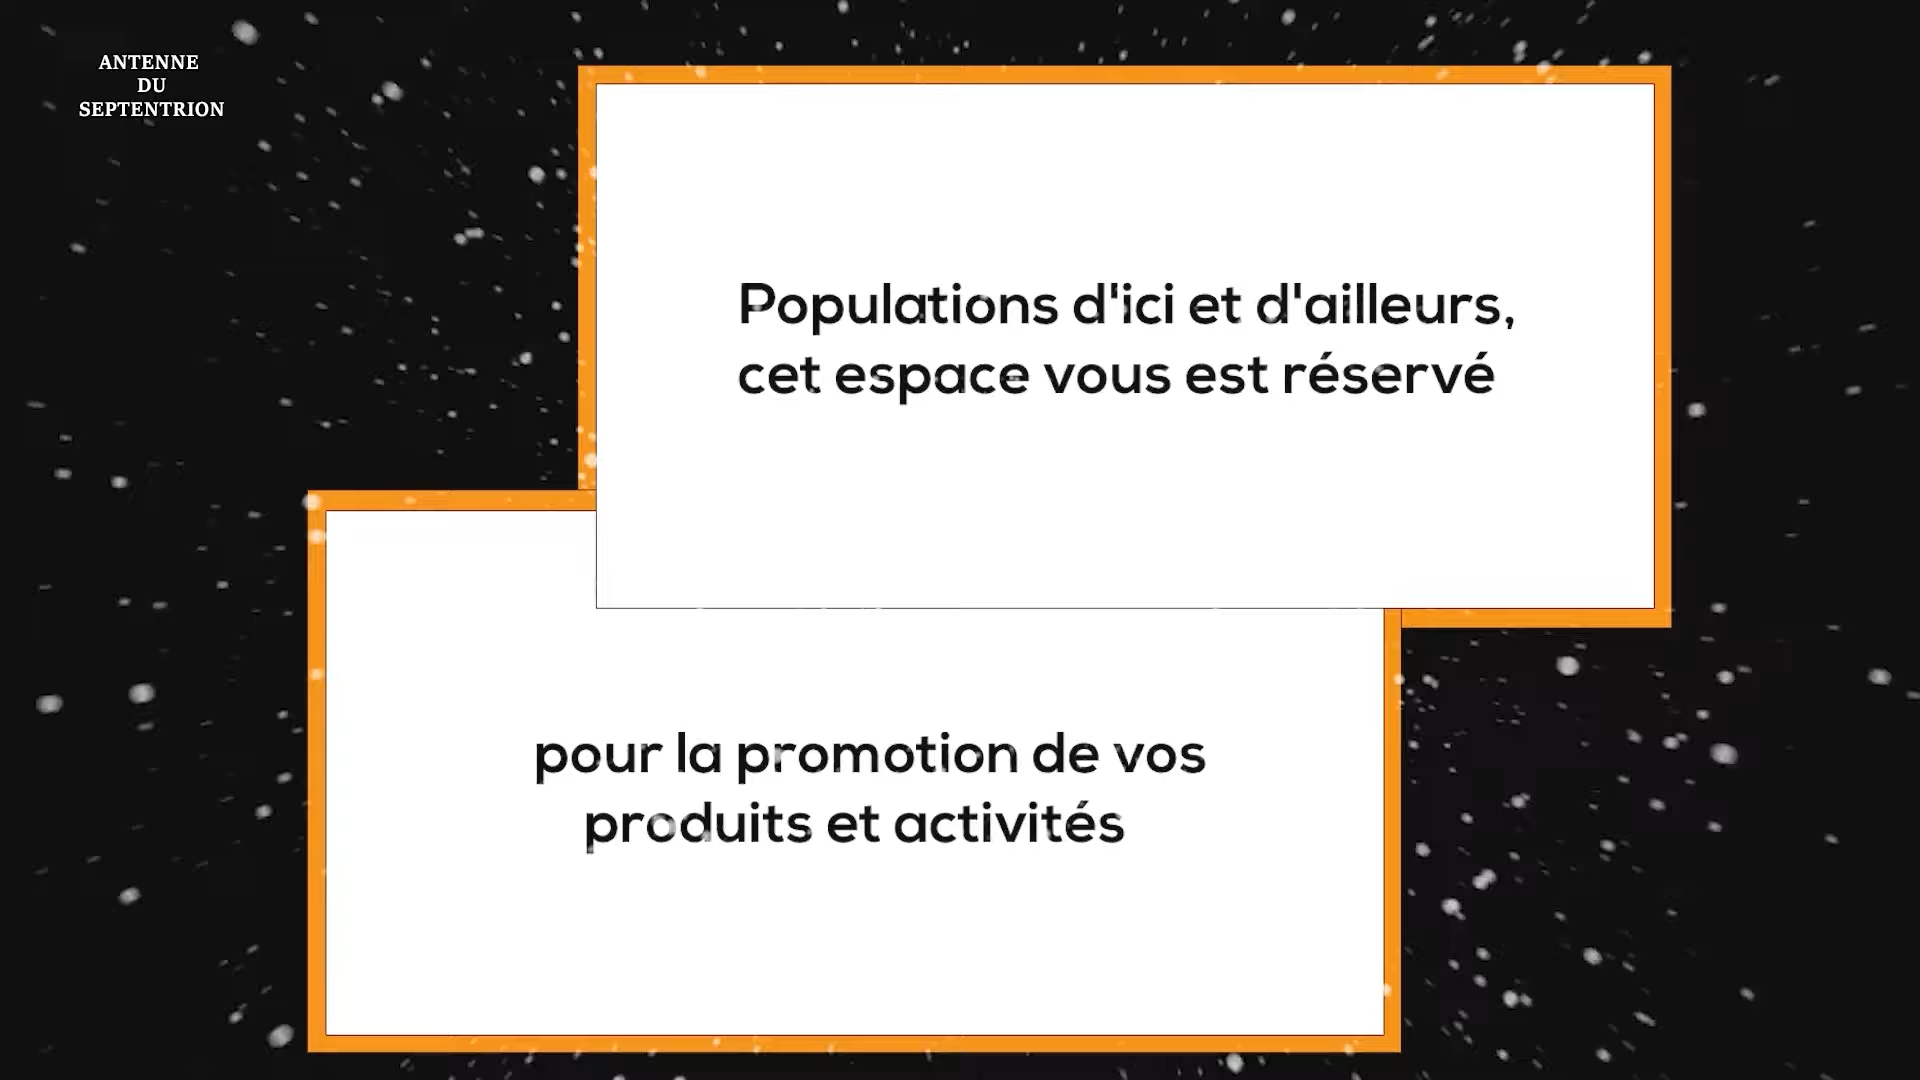 ANTENNE
DU
SEPTENTRION
Populations d'ici et d'ailleurs,
cet espace vous est réservé
pour la promotion de vos
produits et activités